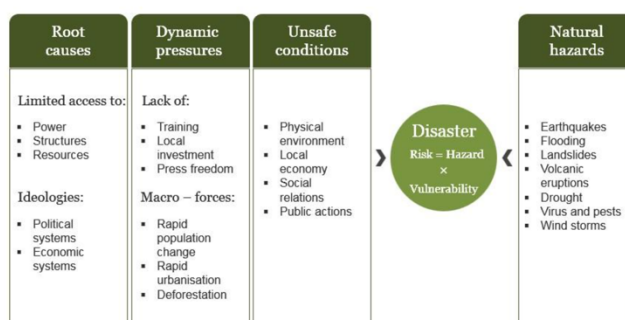 Root
causes
Limited access to:
▪ Power
▪ Structures
▪ Resources
Ideologies:
▪ Political
systems
▪ Economic
systems
Dynamic
pressures
Lack of:
▪ Training
▪ Local
investment
▪ Press freedom
Macro – forces:
▪ Rapid
population
change
▪ Rapid
urbanisation
▪ Deforestation
Unsafe
conditions
▪ Physical
environment
▪ Local
economy
▪ Social
relations
▪ Public actions
Disaster
Risk = Hazard
×
Vulnerability
Natural
hazards
▪ Earthquakes
▪ Flooding
▪ Landslides
▪ Volcanic
eruptions
▪ Drought
▪ Virus and pests
▪ Wind storms